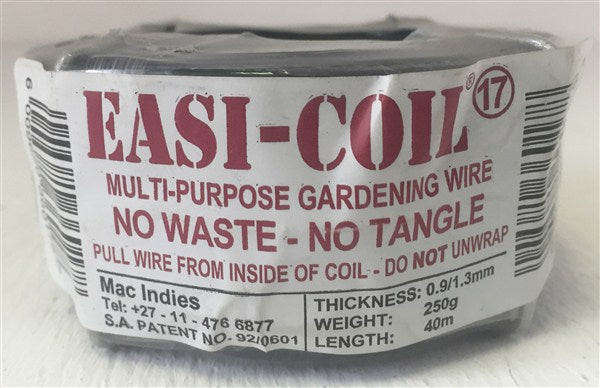 EASI-COIL® 17
MULTI-PURPOSE GARDENING WIRE
NO WASTE - NO TANGLE
PULL WIRE FROM INSIDE OF COIL - DO NOT UNWRAP
Mac Indies
Tel: +27 - 11 - 476 6877
S.A. PATENT NO- 92/0601
THICKNESS: 0.9/1.3mm
WEIGHT: 250g
LENGTH: 40m